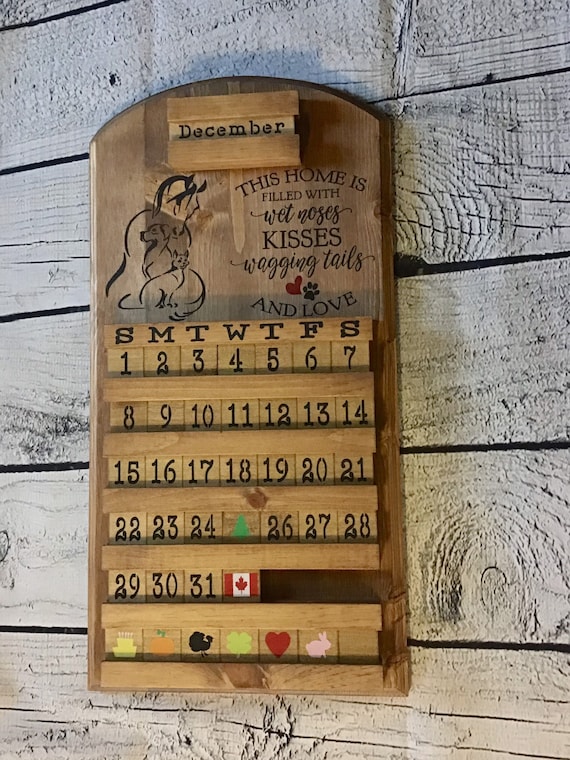 December
THIS HOME IS
FILLED WITH
wet noses
KISSES
wagging tails
AND LOVE
S M T W T F S
1 2 3 4 5 6 7
8 9 10 11 12 13 14
15 16 17 18 19 20 21
22 23 24 26 27 28
29 30 31